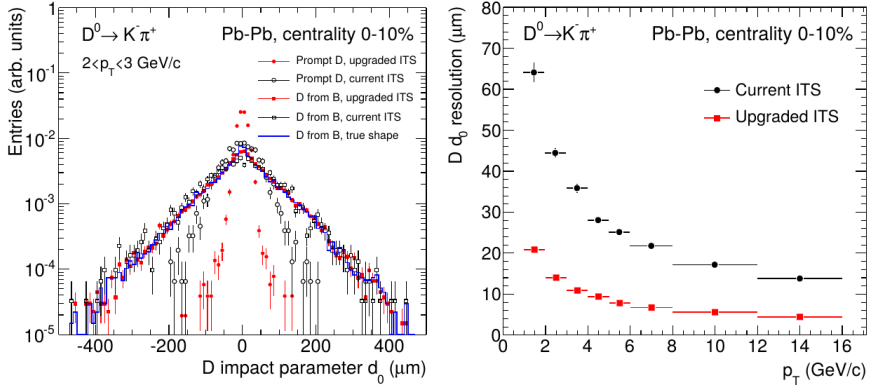 Entries (arb. units)
1
10⁻¹
10⁻²
10⁻³
10⁻⁴
10⁻⁵
D⁰→K⁻π⁺
Pb-Pb, centrality 0-10%
2<p_T<3 GeV/c
Prompt D, upgraded ITS
Prompt D, current ITS
D from B, upgraded ITS
D from B, current ITS
D from B, true shape
-400 -200 0 200 400
D impact parameter d₀ (μm)
D d₀ resolution (μm)
80
70
60
50
40
30
20
10
0
D⁰→K⁻π⁺
Pb-Pb, centrality 0-10%
Current ITS
Upgraded ITS
0 2 4 6 8 10 12 14 16
p_T (GeV/c)